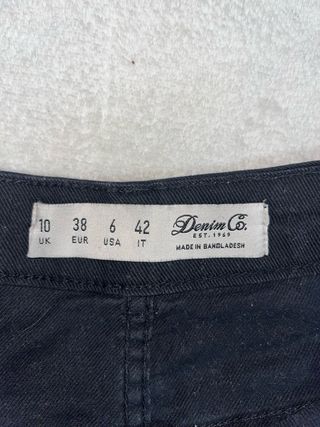 10 38 6 42 Denim Co.
UK EUR USA IT EST. 1969
MADE IN BANGLADESH